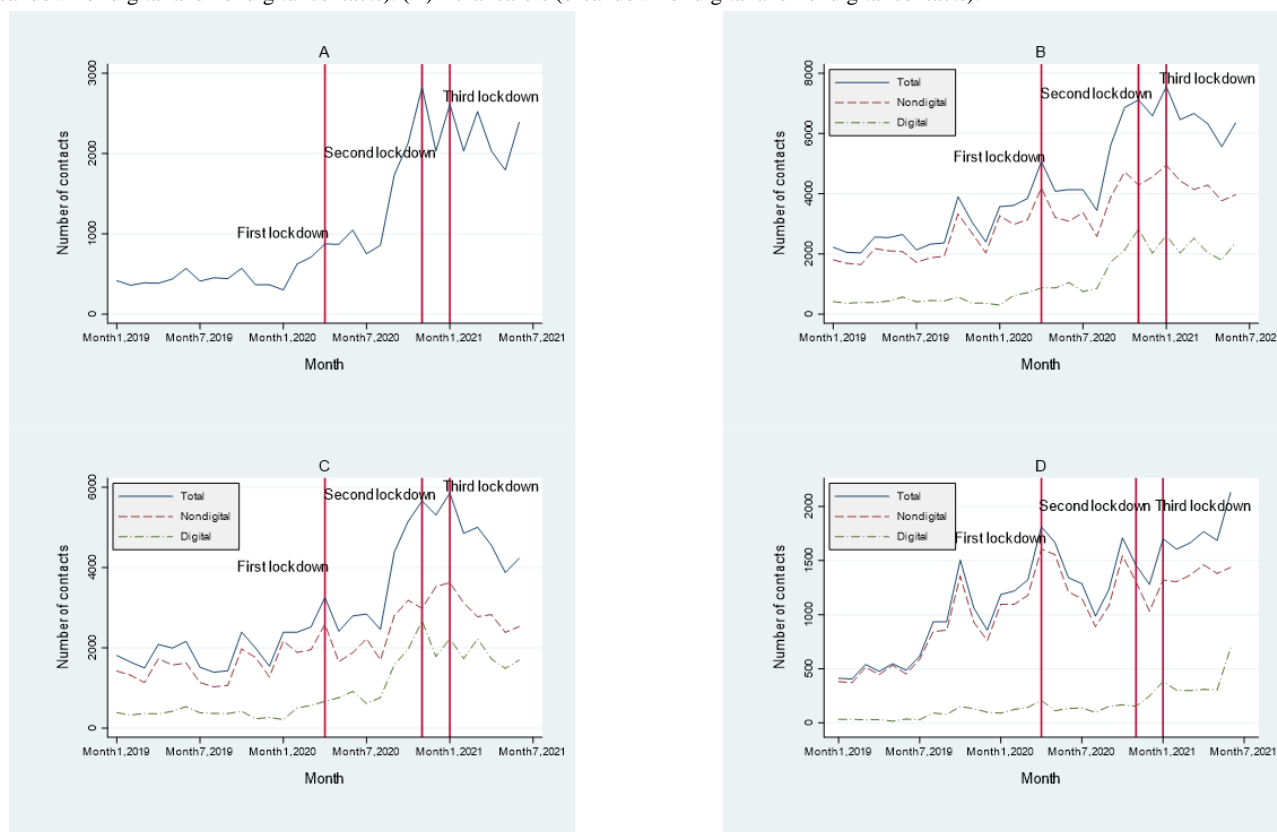 A
Number of contacts
3000
2000
1000
0
First lockdown
Second lockdown
Third lockdown
Month1,2019 Month7,2019 Month1,2020 Month7,2020 Month1,2021 Month7,2021
Month
B
Number of contacts
8000
6000
4000
2000
0
Total
Nondigital
Digital
First lockdown
Second lockdown
Third lockdown
Month1,2019 Month7,2019 Month1,2020 Month7,2020 Month1,2021 Month7,202
Month
C
Number of contacts
6000
4000
2000
0
Total
Nondigital
Digital
First lockdown
Second lockdown
Third lockdown
Month1,2019 Month7,2019 Month1,2020 Month7,2020 Month1,2021 Month7,2021
Month
D
Number of contacts
2000
1500
1000
500
0
Total
Nondigital
Digital
First lockdown
Second lockdown
Third lockdown
Month1,2019 Month7,2019 Month1,2020 Month7,2020 Month1,2021 Month7,2021
Month